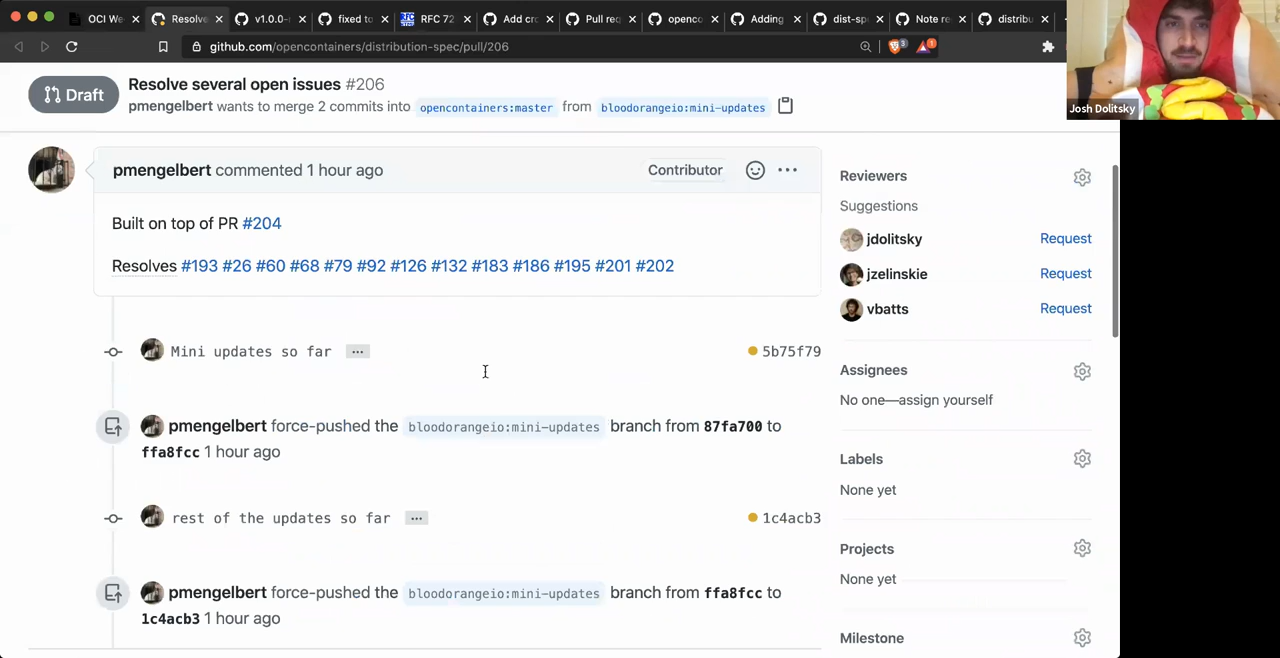 OCI We
Resolve
v1.0.0-
fixed to
RFC 72
Add cr
Pull req
openco
Adding
dist-sp
Note re
distribu
github.com/opencontainers/distribution-spec/pull/206
3
1
Josh Dolitsky
Draft
Resolve several open issues #206
pmengelbert wants to merge 2 commits into opencontainers:master from bloodorangeio:mini-updates
pmengelbert commented 1 hour ago
Contributor
Built on top of PR #204
Resolves #193 #26 #60 #68 #79 #92 #126 #132 #183 #186 #195 #201 #202
Mini updates so far ... 5b75f79
pmengelbert force-pushed the bloodorangeio:mini-updates branch from 87fa700 to
ffa8fcc 1 hour ago
rest of the updates so far ... 1c4acb3
pmengelbert force-pushed the bloodorangeio:mini-updates branch from ffa8fcc to
1c4acb3 1 hour ago
Reviewers
Suggestions
jdolitsky Request
jzelinskie Request
vbatts Request
Assignees
No one—assign yourself
Labels
None yet
Projects
None yet
Milestone